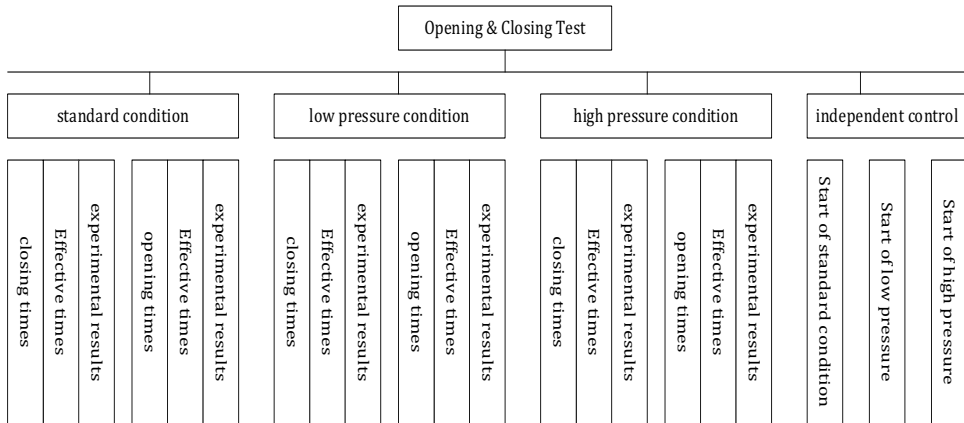 Opening & Closing Test
standard condition
low pressure condition
high pressure condition
independent control
closing times
Effective times
experimental results
opening times
Effective times
experimental results
closing times
Effective times
experimental results
opening times
Effective times
experimental results
closing times
Effective times
experimental results
opening times
Effective times
experimental results
Start of standard condition
Start of low pressure
Start of high pressure